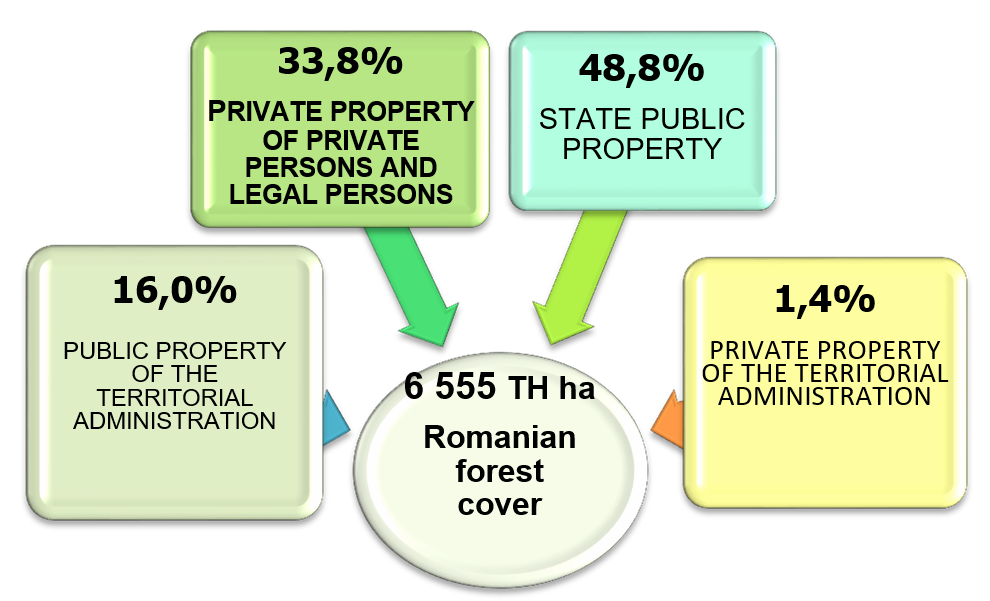 33,8%
PRIVATE PROPERTY
OF PRIVATE
PERSONS AND
LEGAL PERSONS
48,8%
STATE PUBLIC
PROPERTY
16,0%
PUBLIC PROPERTY
OF THE
TERRITORIAL
ADMINISTRATION
1,4%
PRIVATE PROPERTY
OF THE TERRITORIAL
ADMINISTRATION
6 555 TH ha
Romanian
forest
cover